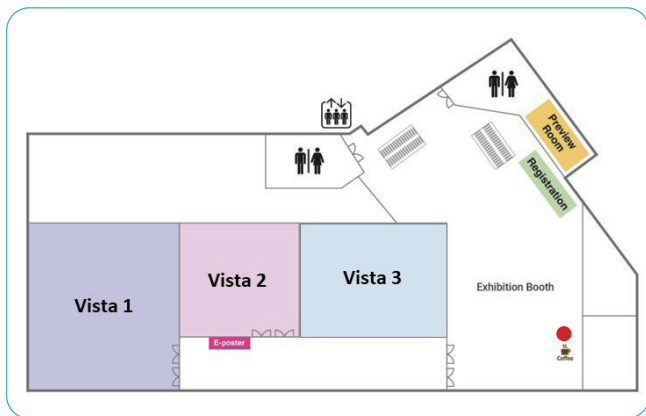 Preview
Room
Registration
Vista 1
Vista 2
Vista 3
Exhibition Booth
E-poster
Coffee